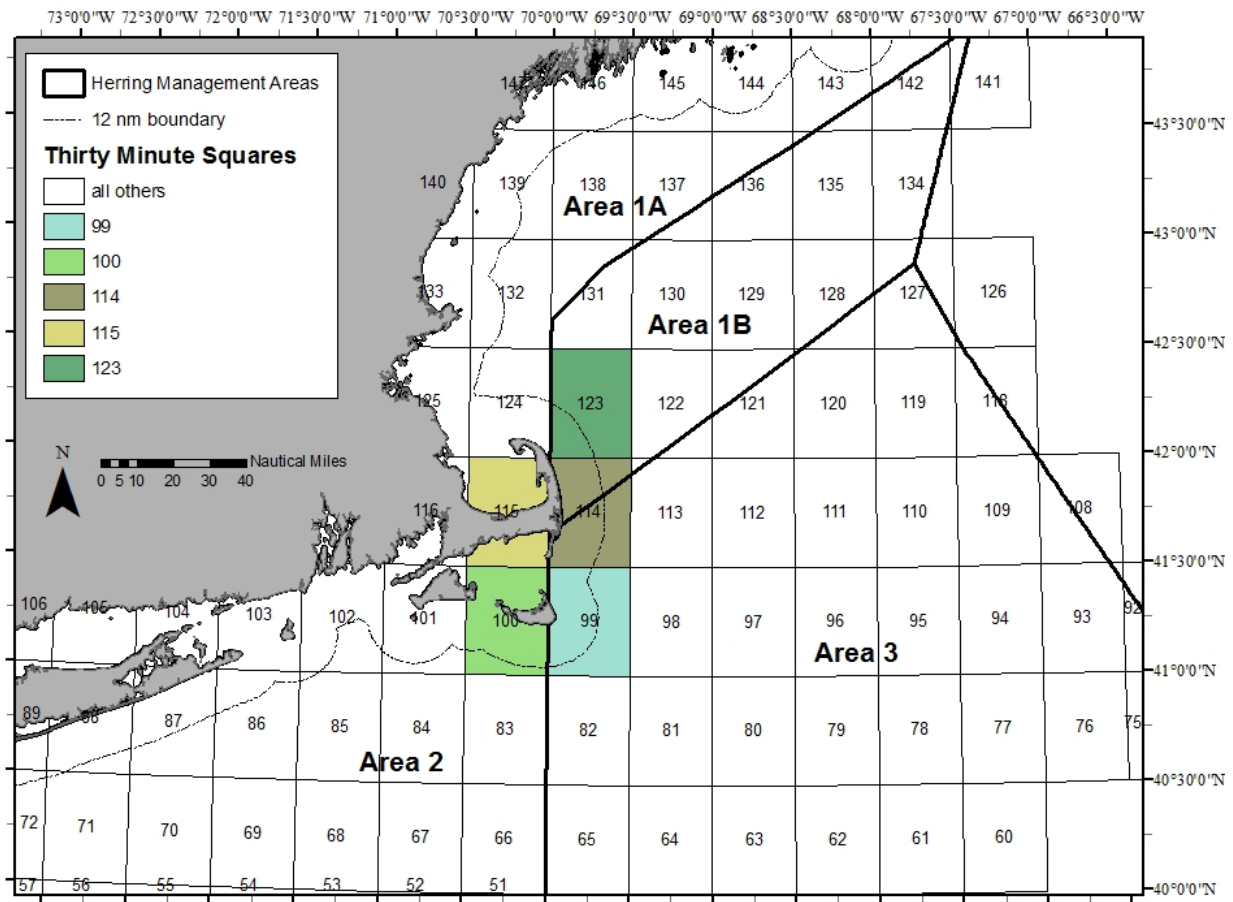 73°0'0"W 72°30'0"W 72°0'0"W 71°30'0"W 71°0'0"W 70°30'0"W 70°0'0"W 69°30'0"W 69°0'0"W 68°30'0"W 68°0'0"W 67°30'0"W 67°0'0"W 66°30'0"W
Herring Management Areas
12 nm boundary
Thirty Minute Squares
all others
99
100
114
115
123
147 146 145 144 143 142 141
43°30'0"N
140 139 138 137 136 135 134
Area 1A
43°0'0"N
133 132 131 130 129 128 127 126
Area 1B
42°30'0"N
125 124 123 122 121 120 119 118
42°0'0"N
N
Nautical Miles
0 5 10 20 30 40
116 115 114 113 112 111 110 109 108
41°30'0"N
106 105 104 103 102 101 100 99 98 97 96 95 94 93 92
Area 3
41°0'0"N
89 88 87 86 85 84 83 82 81 80 79 78 77 76 75
Area 2
40°30'0"N
72 71 70 69 68 67 66 65 64 63 62 61 60
57 56 55 54 53 52 51
40°0'0"N